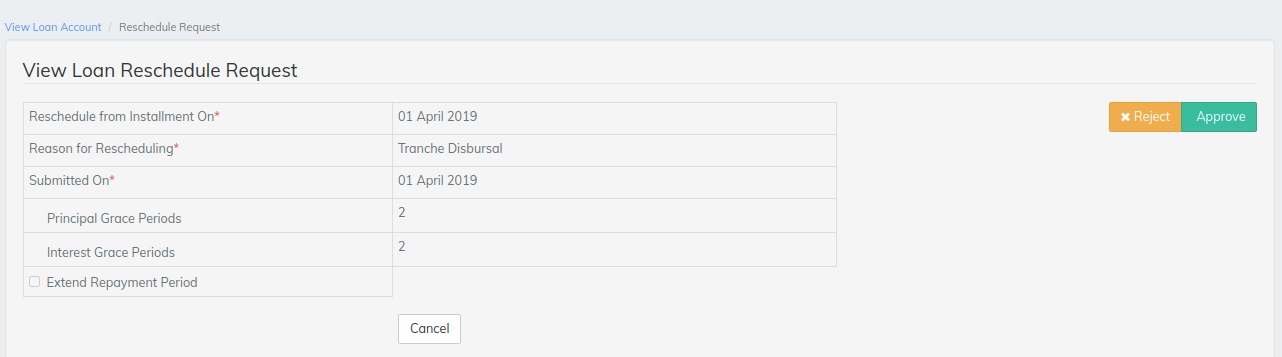 View Loan Account / Reschedule Request
View Loan Reschedule Request
Reschedule from Installment On* 01 April 2019
Reject Approve
Reason for Rescheduling* Tranche Disbursal
Submitted On* 01 April 2019
Principal Grace Periods 2
Interest Grace Periods 2
Extend Repayment Period
Cancel